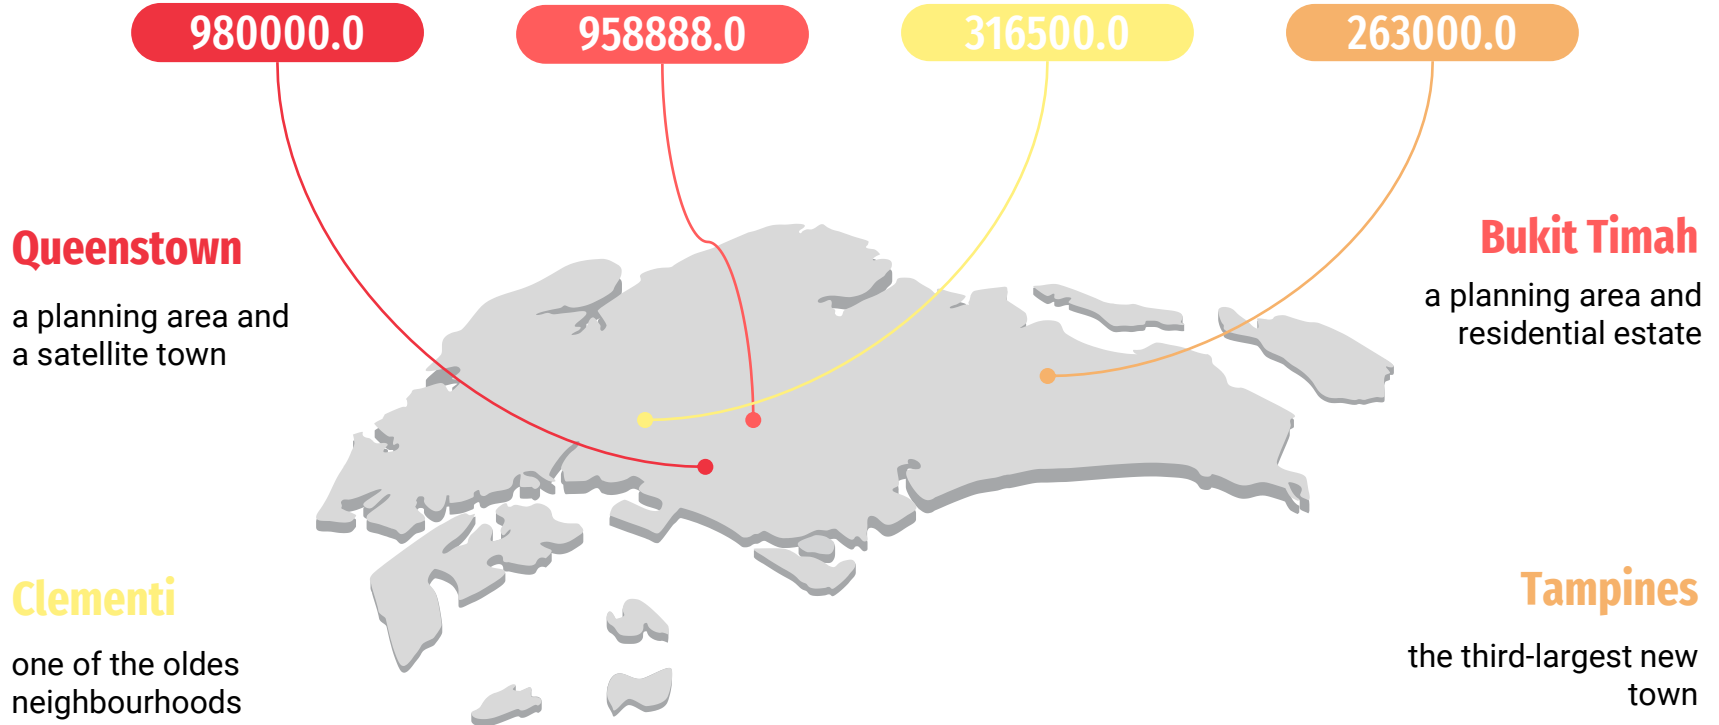 980000.0
958888.0
316500.0
263000.0
Queenstown
a planning area and
a satellite town
Bukit Timah
a planning area and
residential estate
Clementi
one of the oldes
neighbourhoods
Tampines
the third-largest new
town